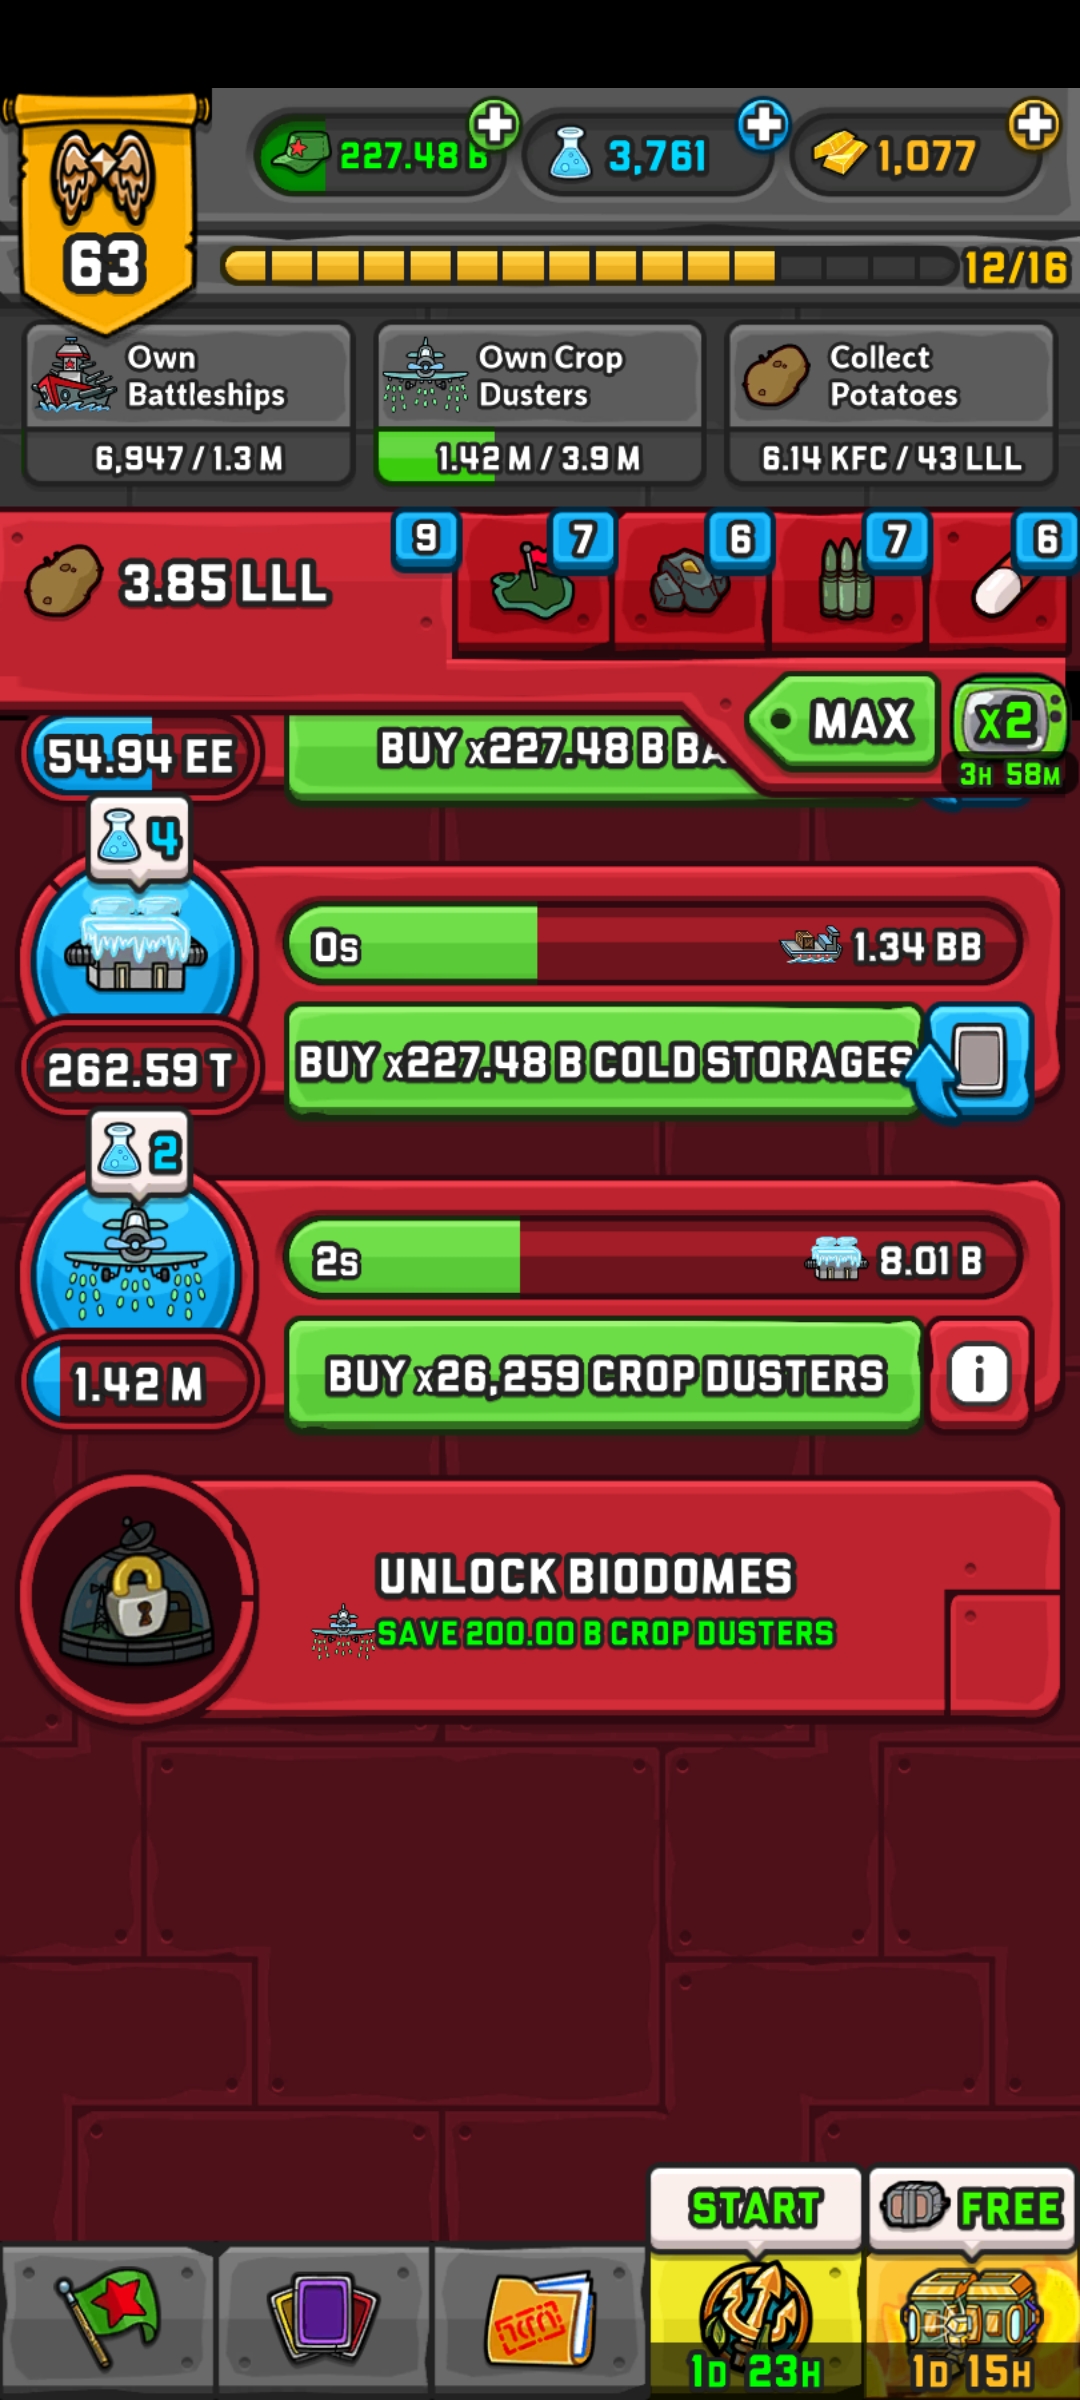 63
227.48 B
3,761
1,077
12/16
Own Battleships
6,947 / 1.3 M
Own Crop Dusters
1.42 M / 3.9 M
Collect Potatoes
6.14 KFC / 43 LLL
3.85 LLL
9
7
6
7
6
MAX
x2
3H 58M
54.94 EE
BUY x227.48 B BA
4
0s
1.34 BB
262.59 T
BUY x227.48 B COLD STORAGES
2
2s
8.01 B
1.42 M
BUY x26,259 CROP DUSTERS
i
UNLOCK BIODOMES
SAVE 200.00 B CROP DUSTERS
START
FREE
1D 23H
1D 15H